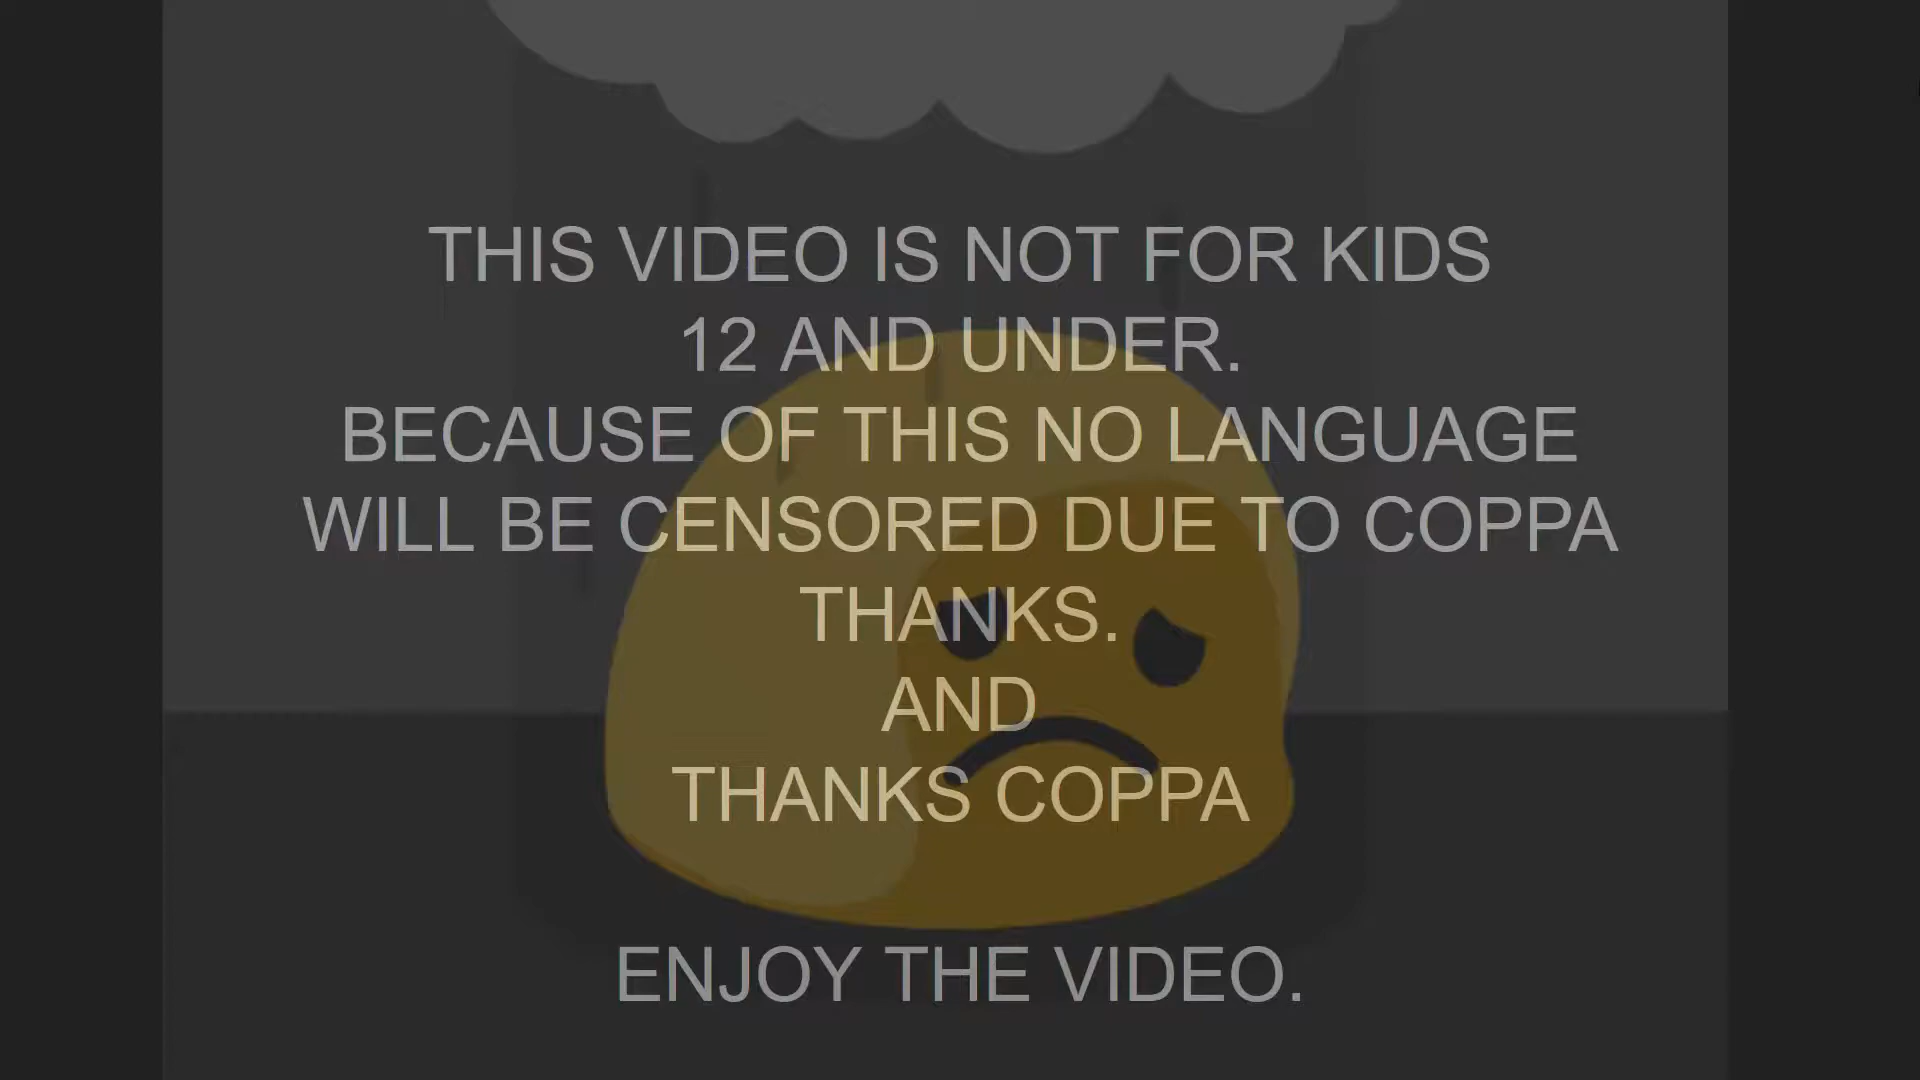 THIS VIDEO IS NOT FOR KIDS
12 AND UNDER.
BECAUSE OF THIS NO LANGUAGE
WILL BE CENSORED DUE TO COPPA
THANKS.
AND
THANKS COPPA
ENJOY THE VIDEO.